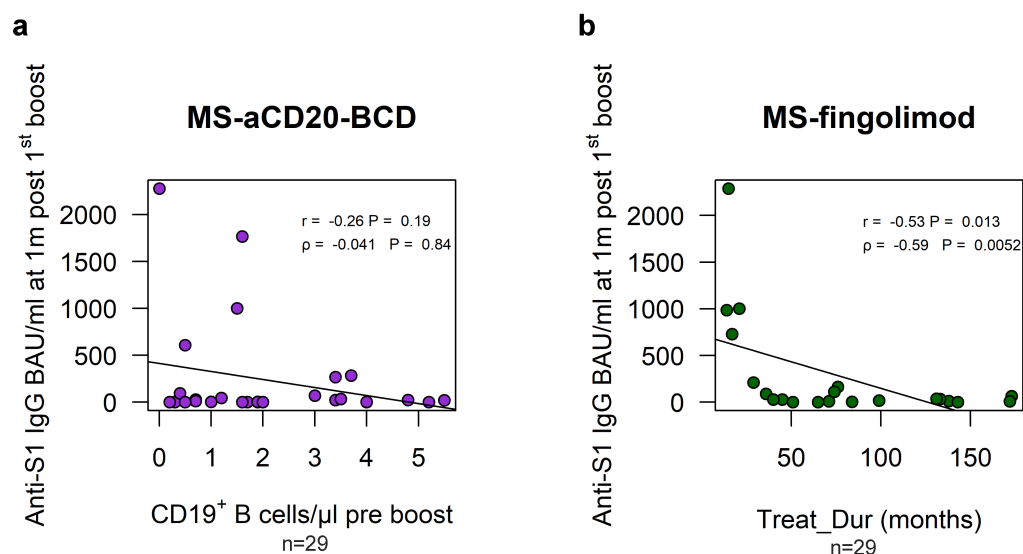 a
MS-aCD20-BCD
Anti-S1 IgG BAU/ml at 1m post 1st boost
2000
1500
1000
500
0
r = -0.26 P = 0.19
ρ = -0.041 P = 0.84
0 1 2 3 4 5
CD19+ B cells/µl pre boost
n=29
b
MS-fingolimod
Anti-S1 IgG BAU/ml at 1m post 1st boost
2000
1500
1000
500
0
r = -0.53 P = 0.013
ρ = -0.59 P = 0.0052
50 100 150
Treat_Dur (months)
n=29